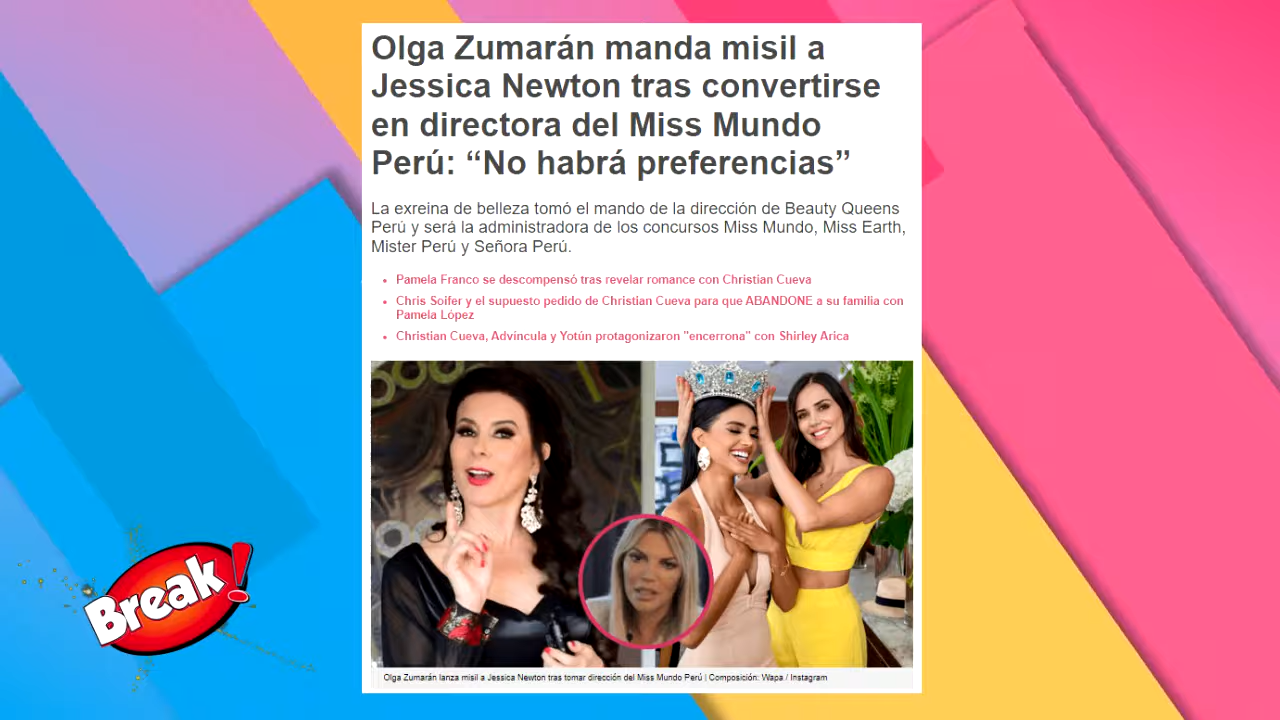 Olga Zumarán manda misil a
Jessica Newton tras convertirse
en directora del Miss Mundo
Perú: “No habrá preferencias”
La exreina de belleza tomó el mando de la dirección de Beauty Queens
Perú y será la administradora de los concursos Miss Mundo, Miss Earth,
Mister Perú y Señora Perú.
• Pamela Franco se descompensó tras revelar romance con Christian Cueva
• Chris Soifer y el supuesto pedido de Christian Cueva para que ABANDONE a su familia con
Pamela López
• Christian Cueva, Advíncula y Yotún protagonizaron "encerrona" con Shirley Arica
Olga Zumarán lanza misil a Jessica Newton tras tomar dirección del Miss Mundo Perú | Composición: Wapa / Instagram
Break!